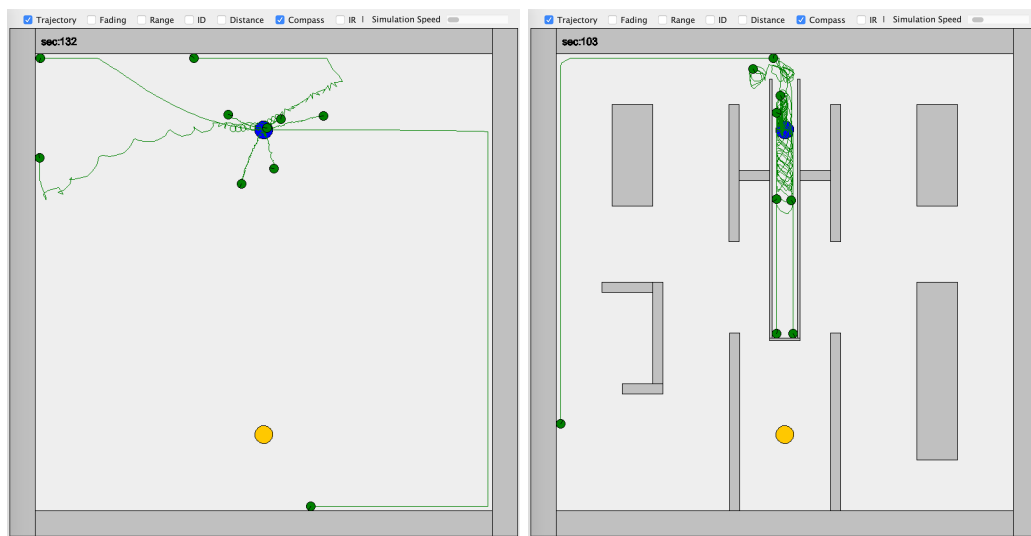 Trajectory Fading Range ID Distance Compass IR | Simulation Speed
sec:132
Trajectory Fading Range ID Distance Compass IR | Simulation Speed
sec:103